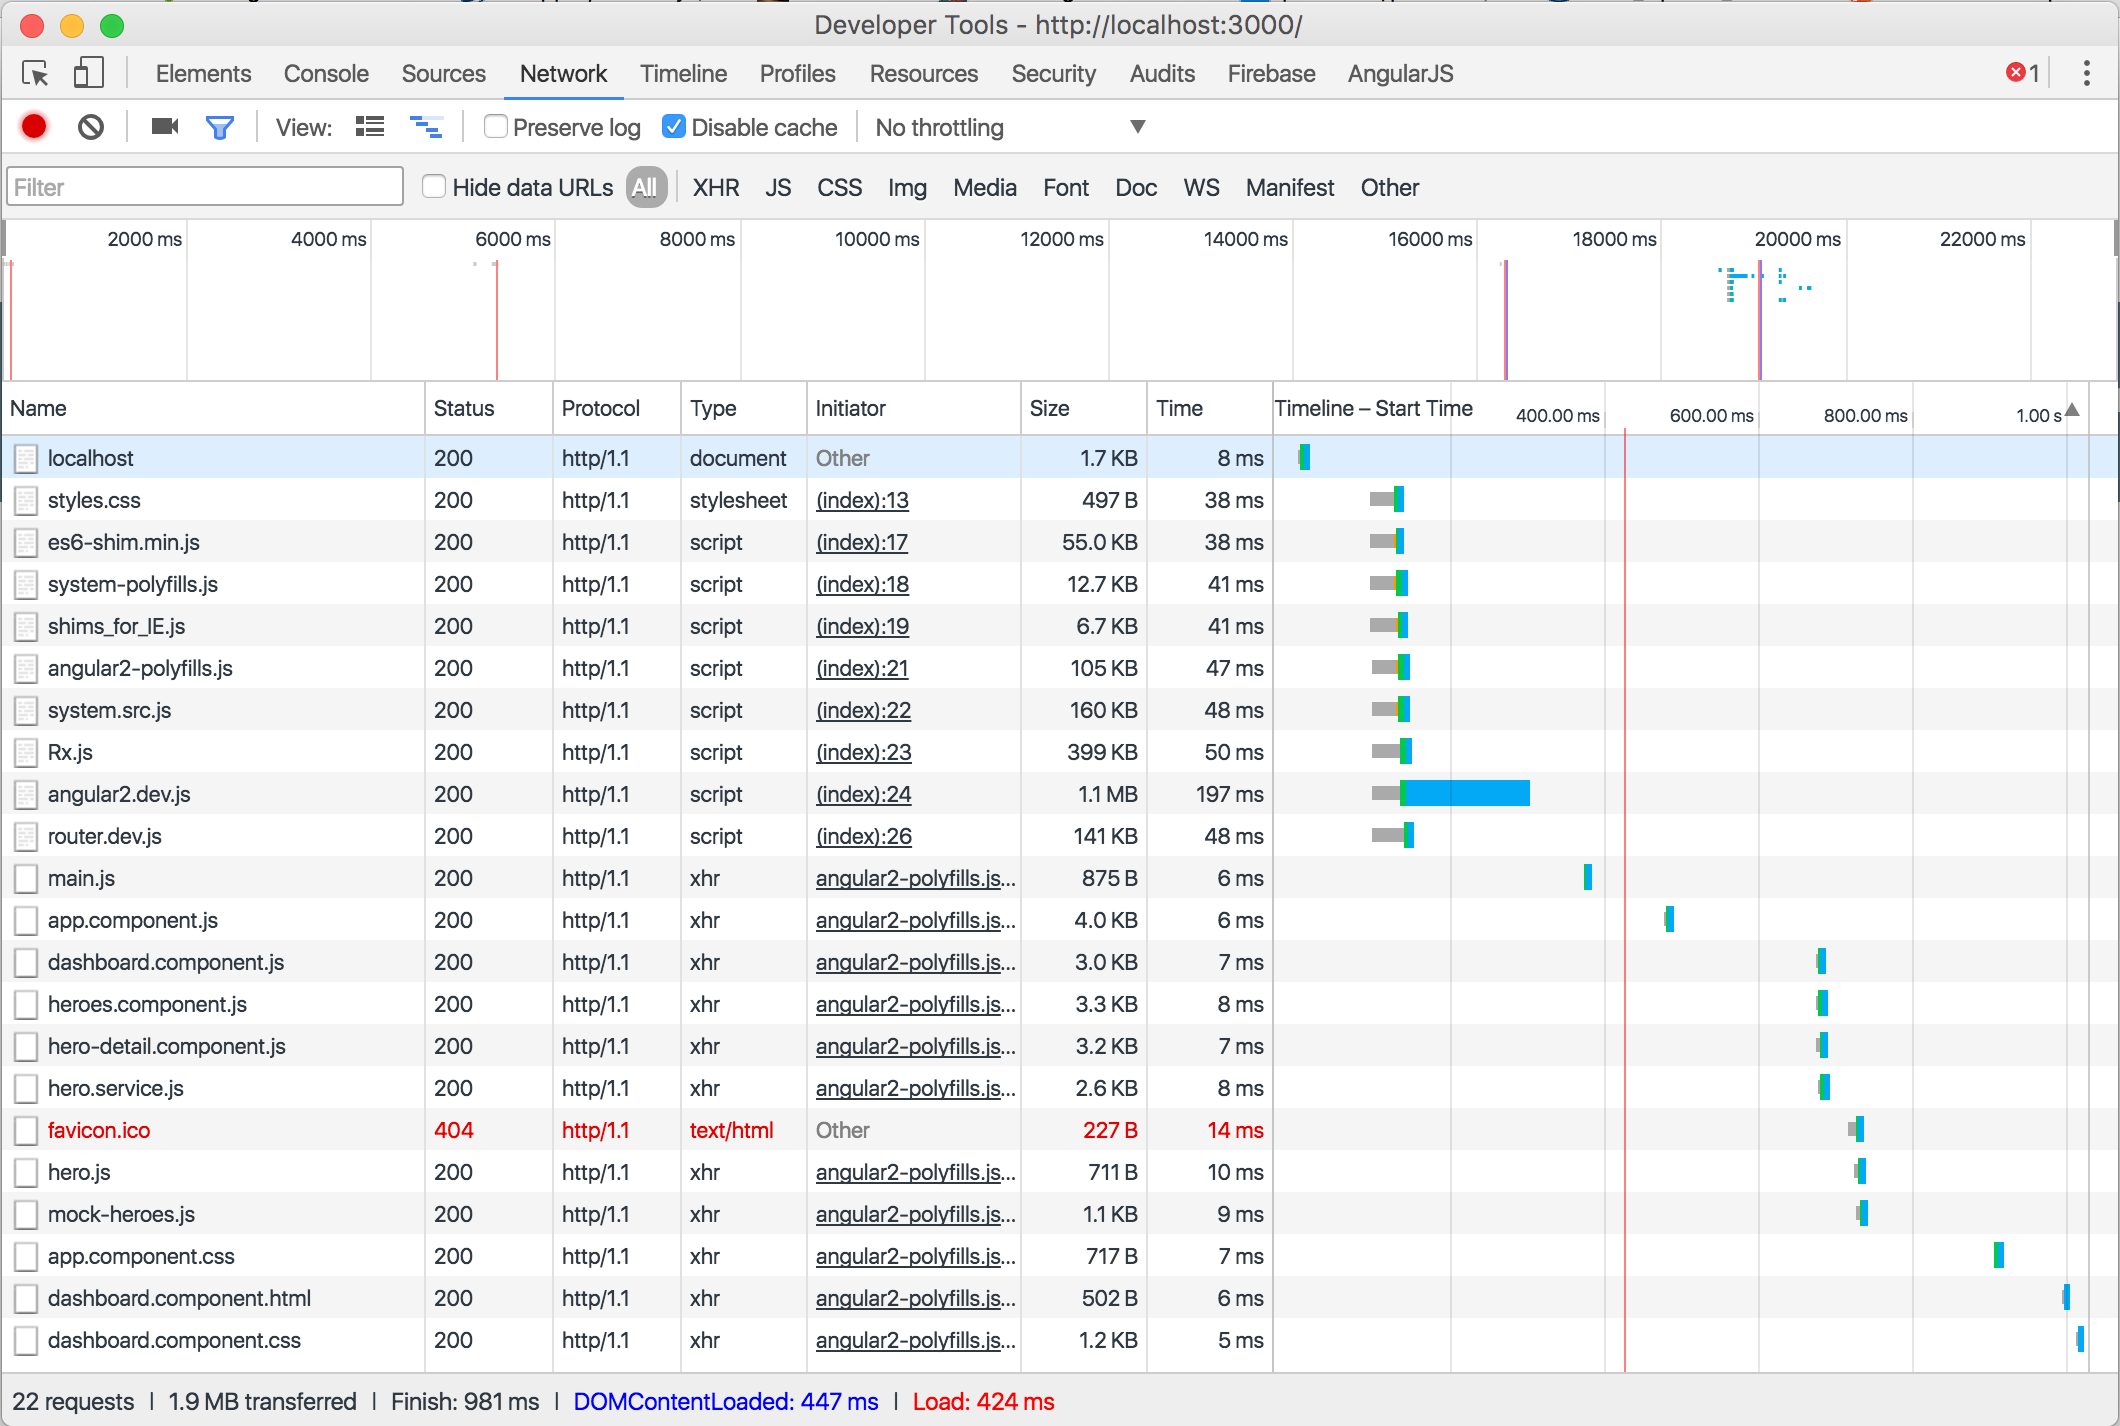 Developer Tools - http://localhost:3000/
Elements Console Sources Network Timeline Profiles Resources Security Audits Firebase AngularJS 1
View: Preserve log Disable cache No throttling
Filter Hide data URLs All XHR JS CSS Img Media Font Doc WS Manifest Other
2000 ms 4000 ms 6000 ms 8000 ms 10000 ms 12000 ms 14000 ms 16000 ms 18000 ms 20000 ms 22000 ms
Name Status Protocol Type Initiator Size Time Timeline – Start Time 400.00 ms 600.00 ms 800.00 ms 1.00 s
localhost 200 http/1.1 document Other 1.7 KB 8 ms
styles.css 200 http/1.1 stylesheet (index):13 497 B 38 ms
es6-shim.min.js 200 http/1.1 script (index):17 55.0 KB 38 ms
system-polyfills.js 200 http/1.1 script (index):18 12.7 KB 41 ms
shims_for_IE.js 200 http/1.1 script (index):19 6.7 KB 41 ms
angular2-polyfills.js 200 http/1.1 script (index):21 105 KB 47 ms
system.src.js 200 http/1.1 script (index):22 160 KB 48 ms
Rx.js 200 http/1.1 script (index):23 399 KB 50 ms
angular2.dev.js 200 http/1.1 script (index):24 1.1 MB 197 ms
router.dev.js 200 http/1.1 script (index):26 141 KB 48 ms
main.js 200 http/1.1 xhr angular2-polyfills.js... 875 B 6 ms
app.component.js 200 http/1.1 xhr angular2-polyfills.js... 4.0 KB 6 ms
dashboard.component.js 200 http/1.1 xhr angular2-polyfills.js... 3.0 KB 7 ms
heroes.component.js 200 http/1.1 xhr angular2-polyfills.js... 3.3 KB 8 ms
hero-detail.component.js 200 http/1.1 xhr angular2-polyfills.js... 3.2 KB 7 ms
hero.service.js 200 http/1.1 xhr angular2-polyfills.js... 2.6 KB 8 ms
favicon.ico 404 http/1.1 text/html Other 227 B 14 ms
hero.js 200 http/1.1 xhr angular2-polyfills.js... 711 B 10 ms
mock-heroes.js 200 http/1.1 xhr angular2-polyfills.js... 1.1 KB 9 ms
app.component.css 200 http/1.1 xhr angular2-polyfills.js... 717 B 7 ms
dashboard.component.html 200 http/1.1 xhr angular2-polyfills.js... 502 B 6 ms
dashboard.component.css 200 http/1.1 xhr angular2-polyfills.js... 1.2 KB 5 ms
22 requests | 1.9 MB transferred | Finish: 981 ms | DOMContentLoaded: 447 ms | Load: 424 ms